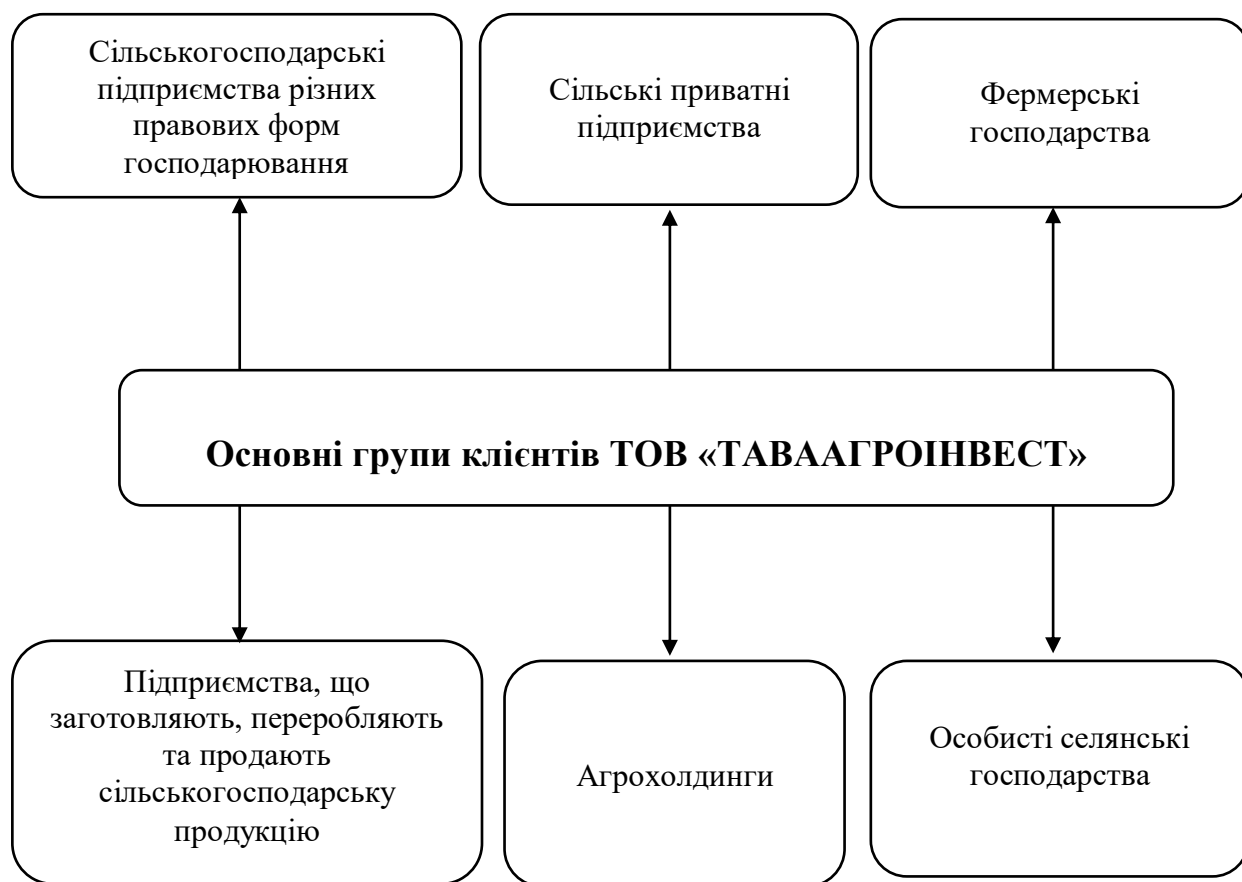 Сільськогосподарські
підприємства різних
правових форм
господарювання
Сільські приватні
підприємства
Фермерські
господарства
Основні групи клієнтів ТОВ «ТАВААГРОІНВЕСТ»
Підприємства, що
заготовляють, переробляють
та продають
сільськогосподарську
продукцію
Агрохолдинги
Особисті селянські
господарства